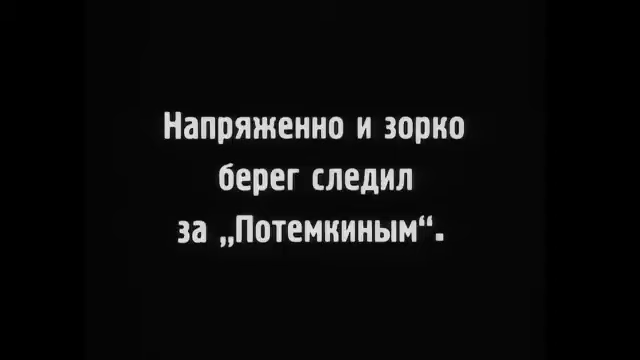 Напряженно и зорко
берег следил
за „Потемкиным“.